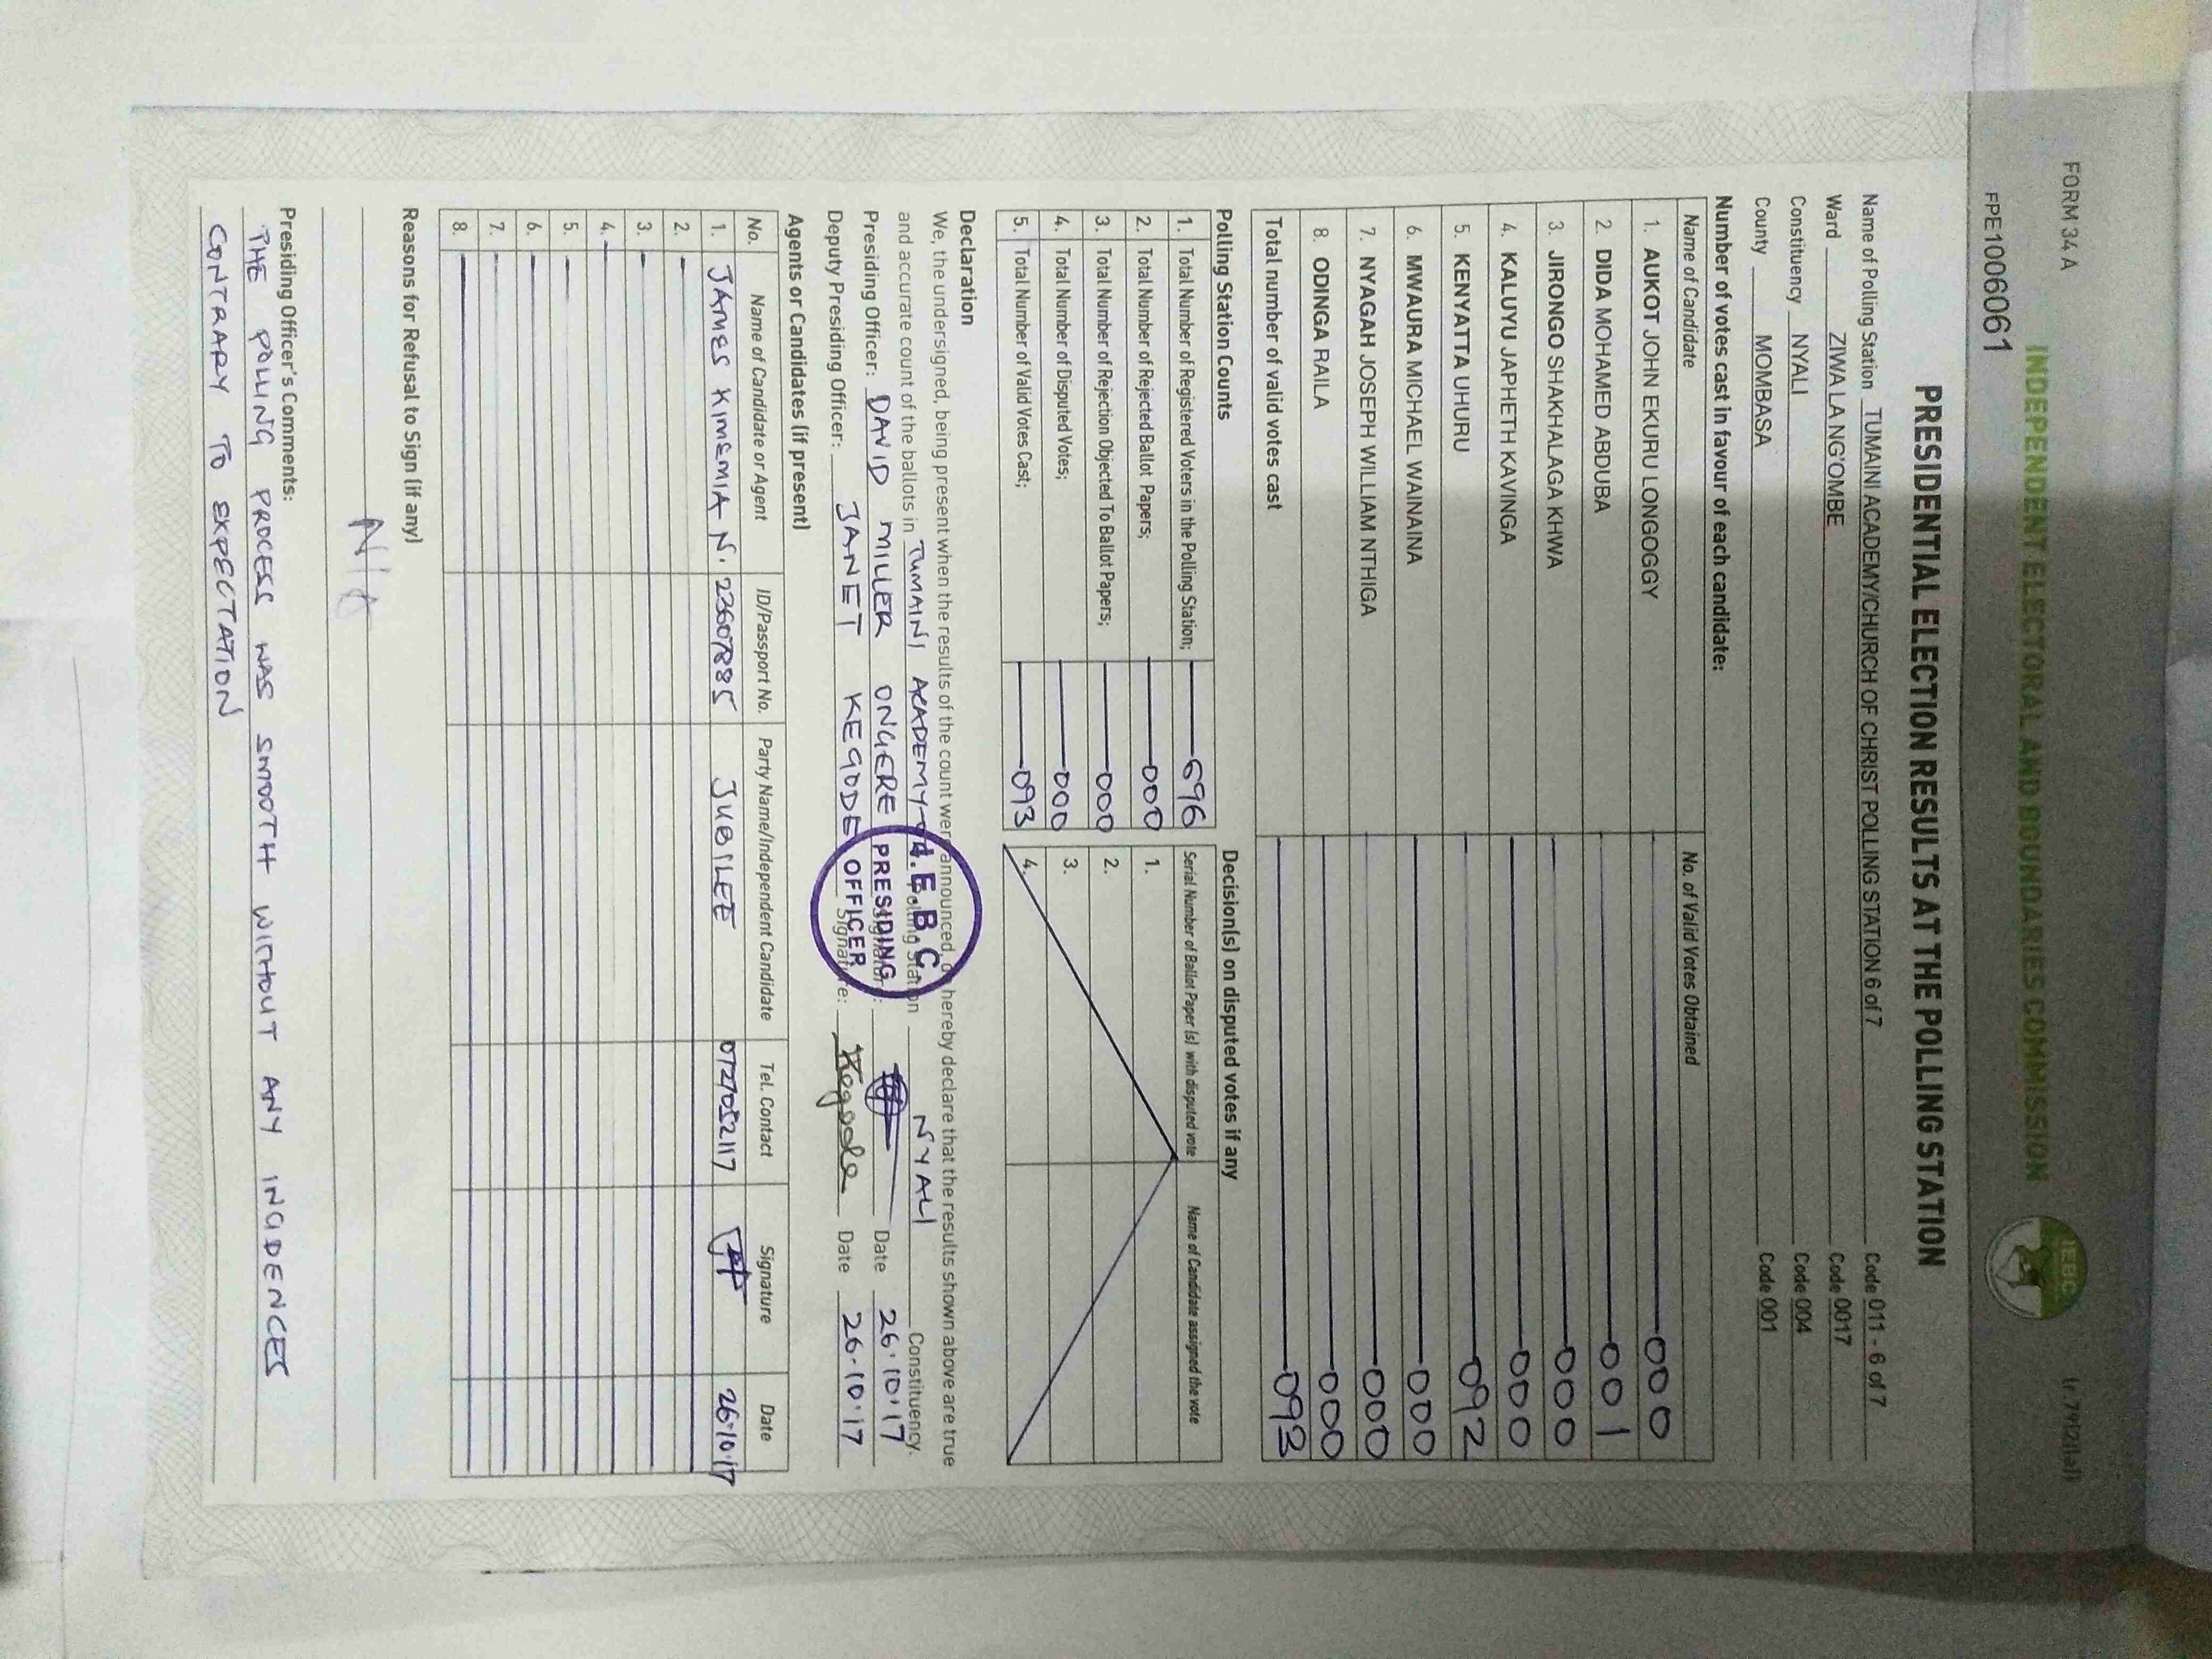 FORM 34 A
(r.79(2)(a))
INDEPENDENT ELECTORAL AND BOUNDARIES COMMISSION
IEBC
FPE1006061
PRESIDENTIAL ELECTION RESULTS AT THE POLLING STATION
Name of Polling Station TUMAINI ACADEMY/CHURCH OF CHRIST POLLING STATION 6 of 7 Code 011 - 6 of 7
Ward ZIWA LA NG'OMBE Code 0017
Constituency NYALI Code 004
County MOMBASA Code 001
Number of votes cast in favour of each candidate:
Name of Candidate No. of Valid Votes Obtained
1. AUKOT JOHN EKURU LONGOGGY 000
2. DIDA MOHAMED ABDUBA 001
3. JIRONGO SHAKHALAGA KHWA 000
4. KALUYU JAPHETH KAVINGA 000
5. KENYATTA UHURU 092
6. MWAURA MICHAEL WAINAINA 000
7. NYAGAH JOSEPH WILLIAM NTHIGA 000
8. ODINGA RAILA 000
Total number of valid votes cast 093
Polling Station Counts
1. Total Number of Registered Voters in the Polling Station; 696
2. Total Number of Rejected Ballot Papers; 000
3. Total Number of Rejection Objected To Ballot Papers; 000
4. Total Number of Disputed Votes; 000
5. Total Number of Valid Votes Cast; 093
Decision(s) on disputed votes if any
Serial Number of Ballot Paper (s) with disputed vote Name of Candidate assigned the vote
1.
2.
3.
4.
Declaration
We, the undersigned, being present when the results of the count were announced, do hereby declare that the results shown above are true
and accurate count of the ballots in TUMAINI ACADEMY Polling Station NYALI Constituency.
Presiding Officer: DAVID MILLER ONGERE Signature: Date 26.10.17
Deputy Presiding Officer: JANET KEGODE Signature: Kegode Date 26.10.17
I.E.B.C
PRESIDING
OFFICER
Agents or Candidates (if present)
No. Name of Candidate or Agent ID/Passport No. Party Name/Independent Candidate Tel. Contact Signature Date
1. JAMES KIMEMIA N. 23607885 JUBILEE 0727052117 26.10.17
2.
3.
4.
5.
6.
7.
8.
Reasons for Refusal to Sign (if any)
N/A
Presiding Officer's Comments:
THE POLLING PROCESS WAS SMOOTH WITHOUT ANY INCIDENCES
CONTRARY TO EXPECTATION